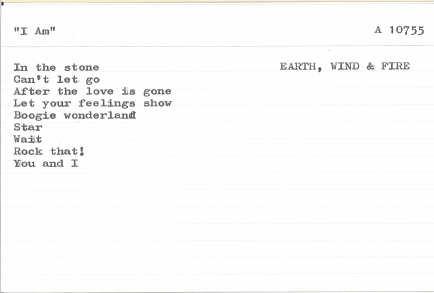 "I Am" A 10755
In the stone EARTH, WIND & FIRE
Can't let go
After the love is gone
Let your feelings show
Boogie wonderland
Star
Wait
Rock that!
You and I